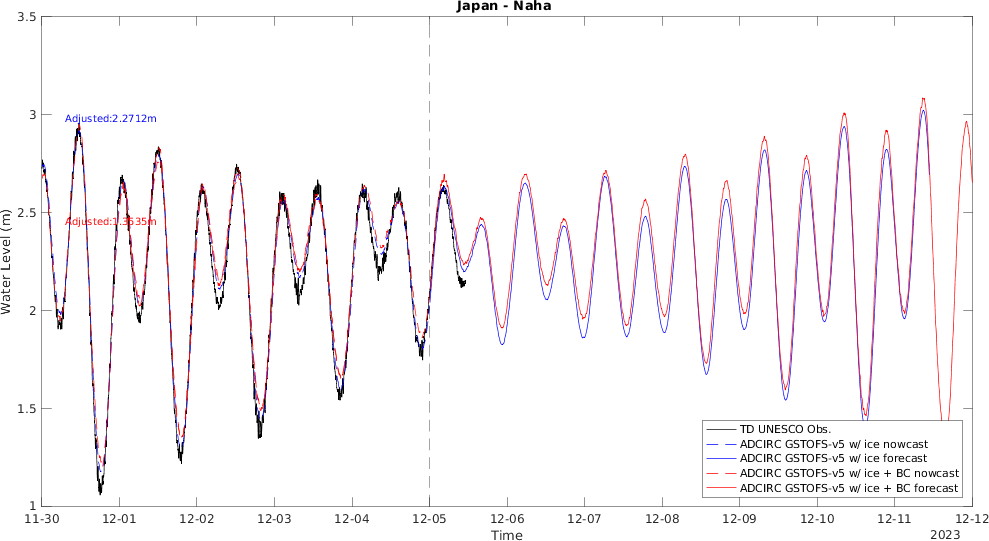 Japan - Naha
3.5
3
2.5
2
1.5
1
Water Level (m)
Adjusted:2.2712m
Adjusted:1.3535m
TD UNESCO Obs.
ADCIRC GSTOFS-v5 w/ ice nowcast
ADCIRC GSTOFS-v5 w/ ice forecast
ADCIRC GSTOFS-v5 w/ ice + BC nowcast
ADCIRC GSTOFS-v5 w/ ice + BC forecast
11-30 12-01 12-02 12-03 12-04 12-05 12-06 12-07 12-08 12-09 12-10 12-11 12-12
Time
2023